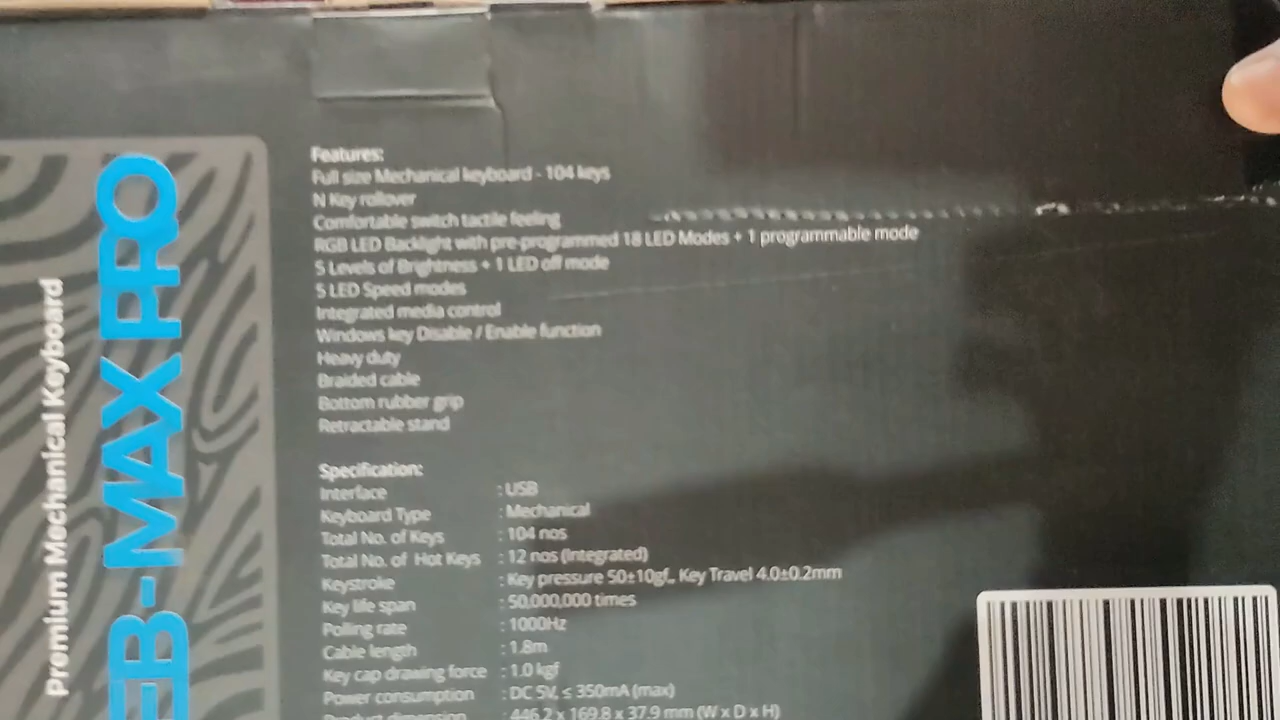 Premium Mechanical Keyboard
EB-MAX PRO
Features:
Full size Mechanical keyboard - 104 keys
N Key rollover
Comfortable switch tactile feeling
RGB LED Backlight with pre-programmed 18 LED Modes + 1 programmable mode
5 Levels of Brightness + 1 LED off mode
5 LED Speed modes
Integrated media control
Windows key Disable / Enable function
Heavy duty
Braided cable
Bottom rubber grip
Retractable stand
Specification:
Interface : USB
Keyboard Type : Mechanical
Total No. of Keys : 104 nos
Total No. of Hot Keys : 12 nos (Integrated)
Keystroke : Key pressure 50±10gf,, Key Travel 4.0±0.2mm
Key life span : 50,000,000 times
Polling rate : 1000Hz
Cable length : 1.8m
Key cap drawing force : 1.0 kgf
Power consumption : DC 5V, ≤ 350mA (max)
Product dimension : 446.2 x 169.8 x 37.9 mm (W x D x H)